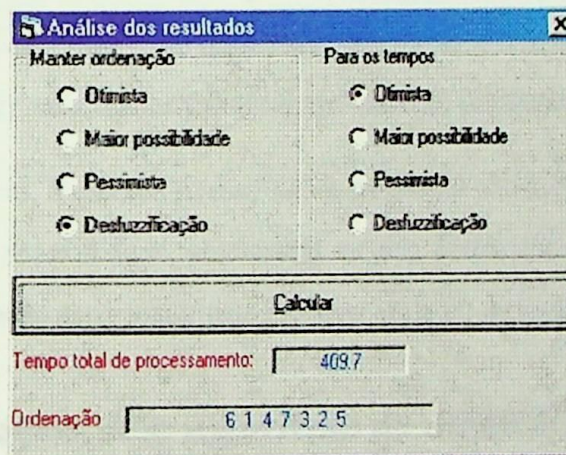 Análise dos resultados
Manter ordenação
Otimista
Maior possibilidade
Pessimista
Desfuzzificação
Para os tempos
Otimista
Maior possibilidade
Pessimista
Desfuzzificação
Calcular
Tempo total de processamento: 409.7
Ordenação 6 1 4 7 3 2 5